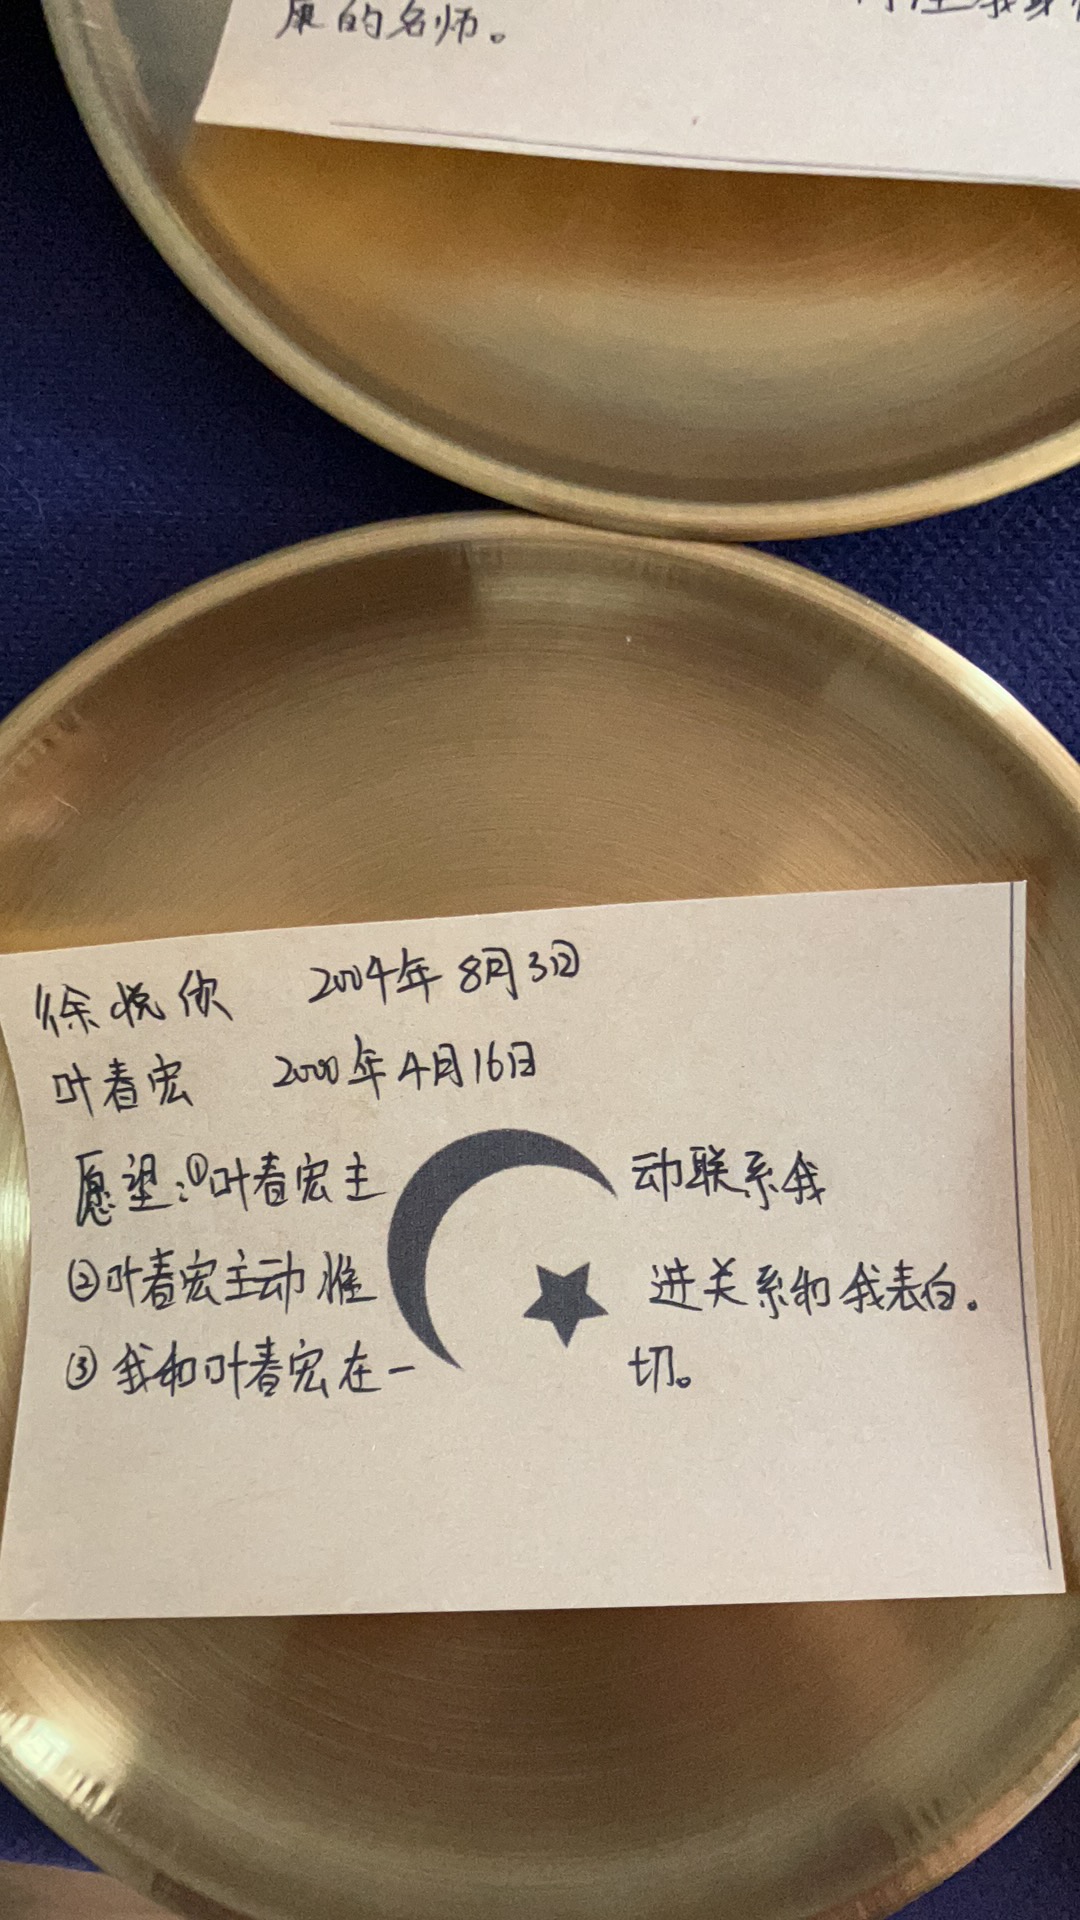 康的名师。
徐悦欣 2004年8月3日
叶春宏 2000年4月16日
愿望:①叶春宏主动联系我
②叶春宏主动推进关系和我表白。
③我和叶春宏在一切。